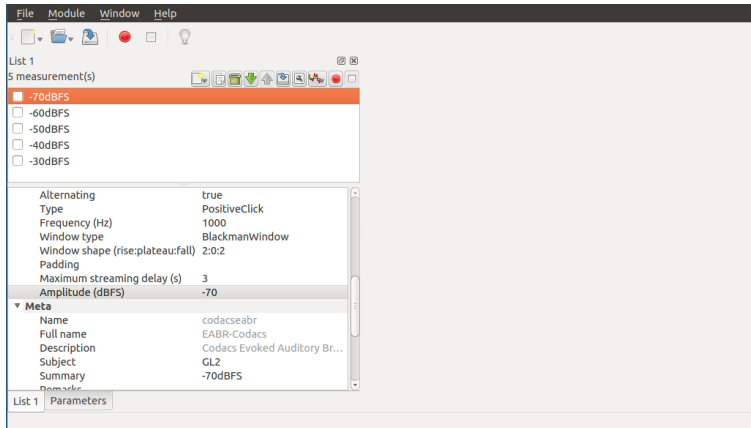 File Module Window Help
List 1
5 measurement(s)
-70dBFS
-60dBFS
-50dBFS
-40dBFS
-30dBFS
Alternating true
Type PositiveClick
Frequency (Hz) 1000
Window type BlackmanWindow
Window shape (rise:plateau:fall) 2:0:2
Padding
Maximum streaming delay (s) 3
Amplitude (dBFS) -70
Meta
Name codacseabr
Full name EABR-Codacs
Description Codacs Evoked Auditory Br...
Subject GL2
Summary -70dBFS
Remarks
List 1 Parameters